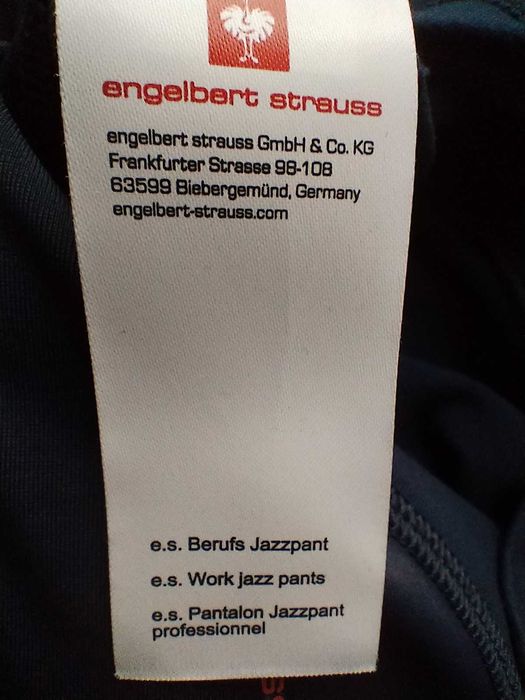 engelbert strauss
engelbert strauss GmbH & Co. KG
Frankfurter Strasse 98-108
63599 Biebergemünd, Germany
engelbert-strauss.com
e.s. Berufs Jazzpant
e.s. Work jazz pants
e.s. Pantalon Jazzpant
professionnel